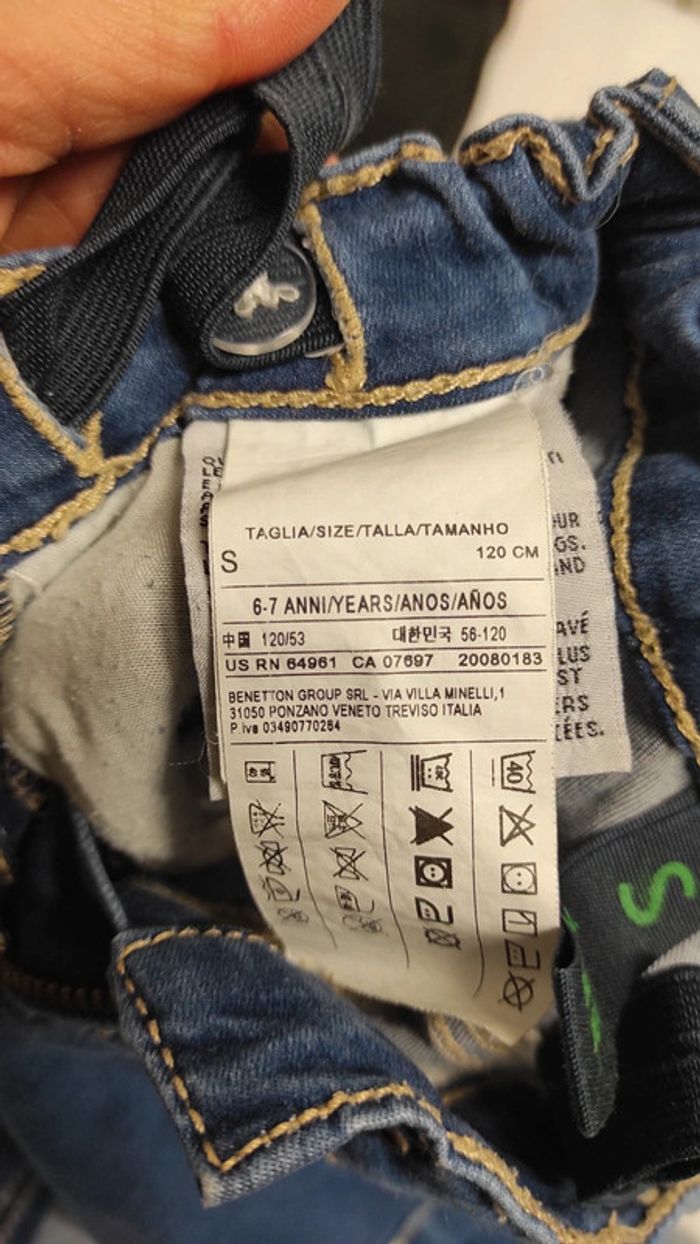 TAGLIA/SIZE/TALLA/TAMANHO
S 120 CM
6-7 ANNI/YEARS/ANOS/AÑOS
中国 120/53 대한민국 56-120
US RN 64961 CA 07697 20080183
BENETTON GROUP SRL - VIA VILLA MINELLI,1
31050 PONZANO VENETO TREVISO ITALIA
P.iva 03490770264
40
S